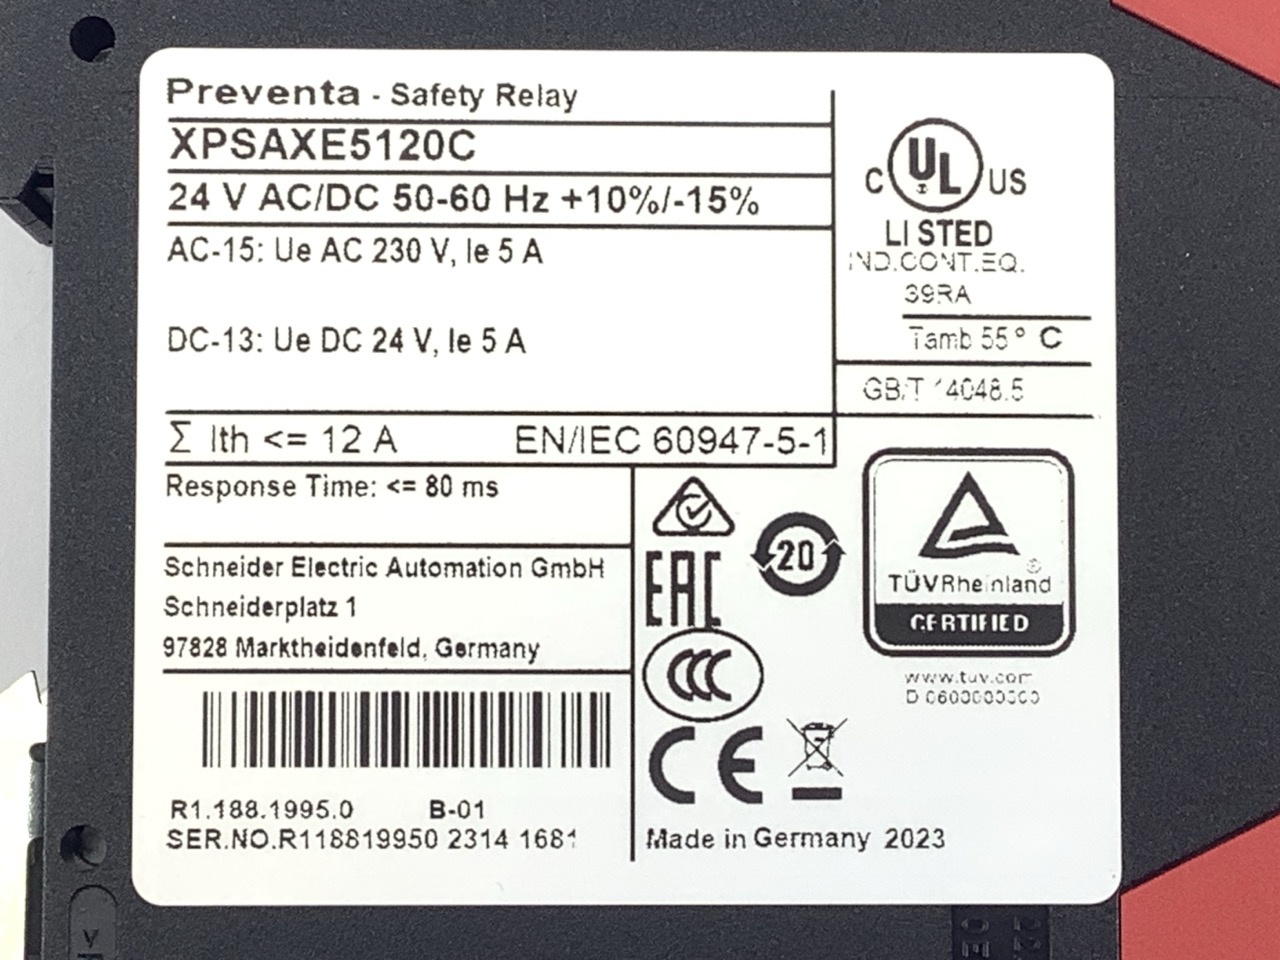 Preventa - Safety Relay
XPSAXE5120C
24 V AC/DC 50-60 Hz +10%/-15%
AC-15: Ue AC 230 V, Ie 5 A
DC-13: Ue DC 24 V, Ie 5 A
Σ Ith <= 12 A EN/IEC 60947-5-1
Response Time: <= 80 ms
Schneider Electric Automation GmbH
Schneiderplatz 1
97828 Marktheidenfeld, Germany
R1.188.1995.0 B-01
SER.NO.R118819950 2314
C UL US
LISTED
IND.CONT.EQ.
39RA
Tamb 55° C
GB/T 14048.5
EAC
20
CCC
CE
TÜVRheinland ®
CERTIFIED
www.tuv.com
Made in Germany 2023